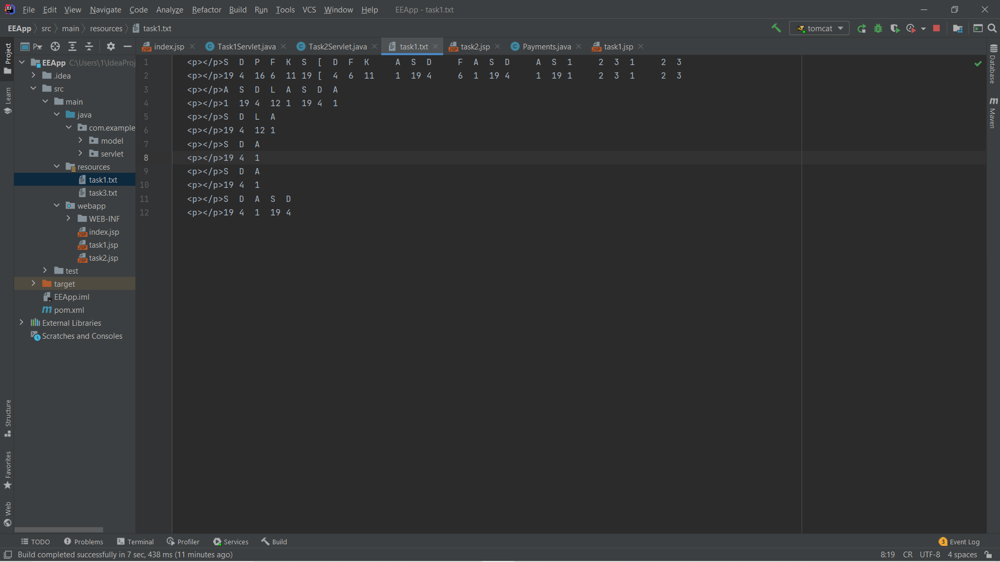 File Edit View Navigate Code Analyze Refactor Build Run Tools VCS Window Help EEApp - task1.txt
EEApp src main resources task1.txt tomcat
Project
Learn
Structure
Favorites
Web
P...
EEApp C:\Users\1\IdeaProj
.idea
src
main
java
com.example
model
servlet
resources
task1.txt
task3.txt
webapp
WEB-INF
index.jsp
task1.jsp
task2.jsp
test
target
EEApp.iml
pom.xml
External Libraries
Scratches and Consoles
index.jsp Task1Servlet.java Task2Servlet.java task1.txt task2.jsp Payments.java task1.jsp
1 <p></p>S  D  P  F  K  S  [  D  F  K     A  S  D     F  A  S  D     A  S  1     2  3  1     2  3
2 <p></p>19 4  16 6  11 19 [  4  6  11    1  19 4     6  1  19 4     1  19 1     2  3  1     2  3
3 <p></p>A  S  D  L  A  S  D  A
4 <p></p>1  19 4  12 1  19 4  1
5 <p></p>S  D  L  A
6 <p></p>19 4  12 1
7 <p></p>S  D  A
8 <p></p>19 4  1
9 <p></p>S  D  A
10 <p></p>19 4  1
11 <p></p>S  D  A  S  D
12 <p></p>19 4  1  19 4
Database
Maven
TODO Problems Terminal Profiler Services Build 3 Event Log
Build completed successfully in 7 sec, 438 ms (11 minutes ago) 8:19 CR UTF-8 4 spaces